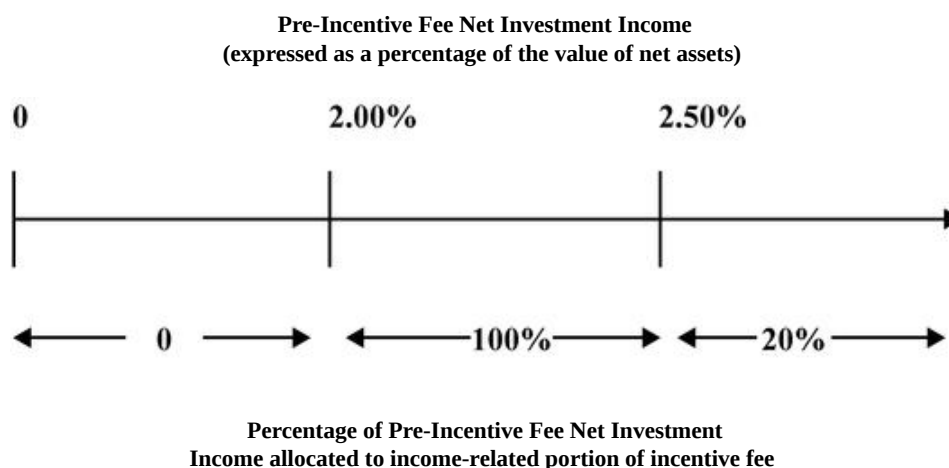 Pre-Incentive Fee Net Investment Income
(expressed as a percentage of the value of net assets)
0 2.00% 2.50%
0 100% 20%
Percentage of Pre-Incentive Fee Net Investment
Income allocated to income-related portion of incentive fee